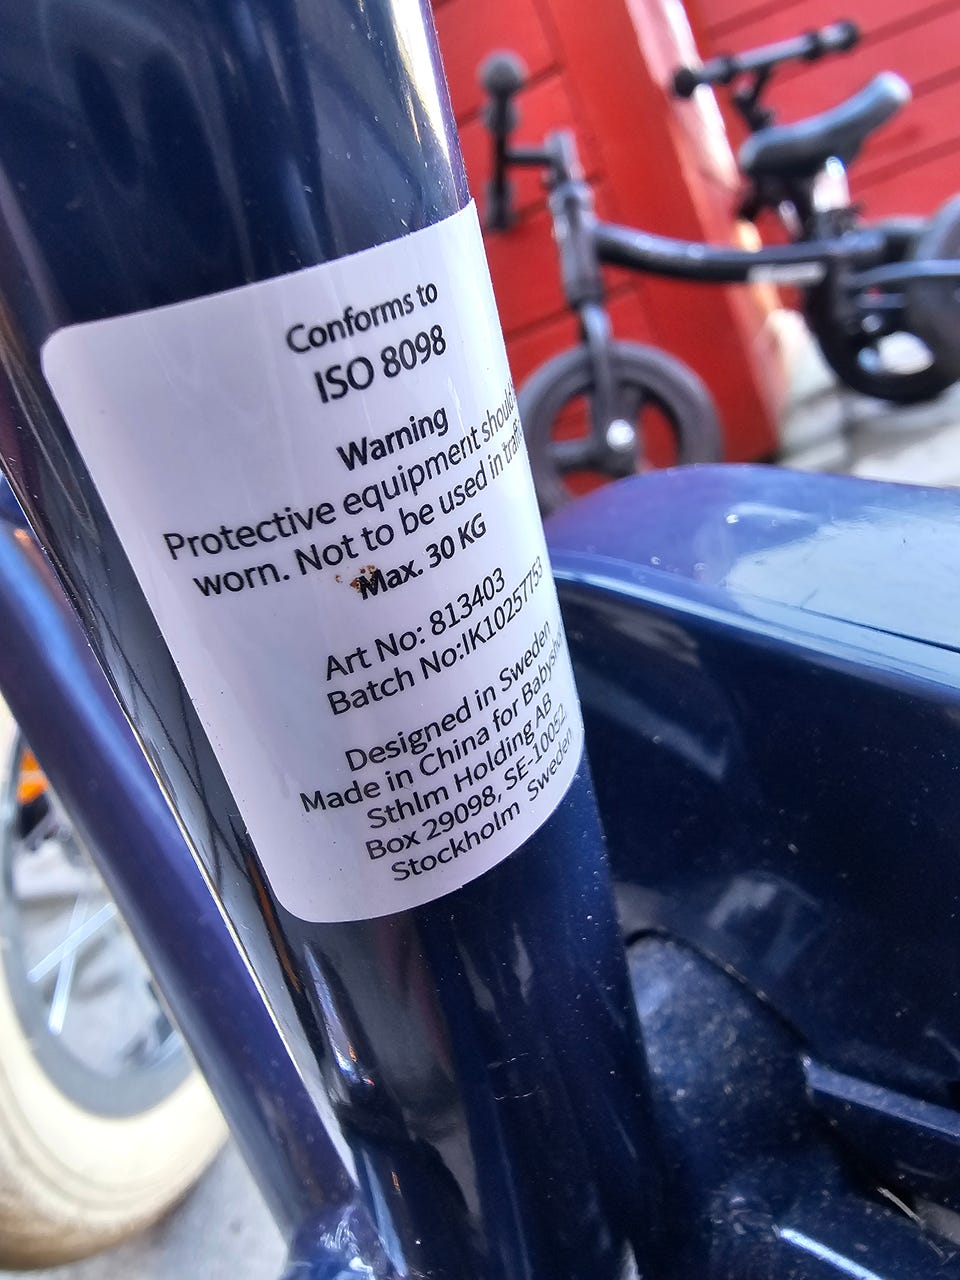 Conforms to
ISO 8098
Warning
Protective equipment should
worn. Not to be used in
Max. 30 KG
Art No: 813403
Batch No:IK10257753
Designed in Sweden
Made in China for
Sthlm Holding AB
Box 29098, SE-10052
Stockholm Sweden